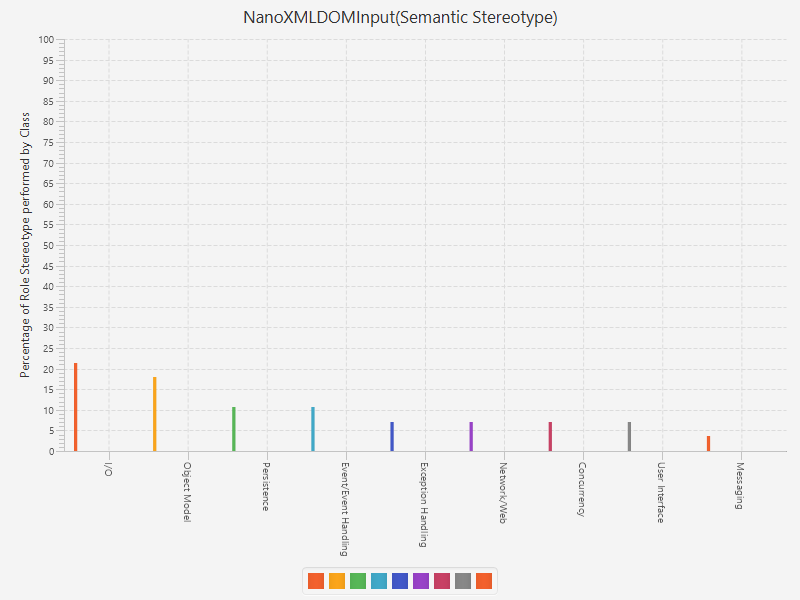 NanoXMLDOMInput(Semantic Stereotype)
Percentage of Role Stereotype performed by Class
100
95
90
85
80
75
70
65
60
55
50
45
40
35
30
25
20
15
10
5
0
I/O
Object Model
Persistence
Event/Event Handling
Exception Handling
Network/Web
Concurrency
User Interface
Messaging